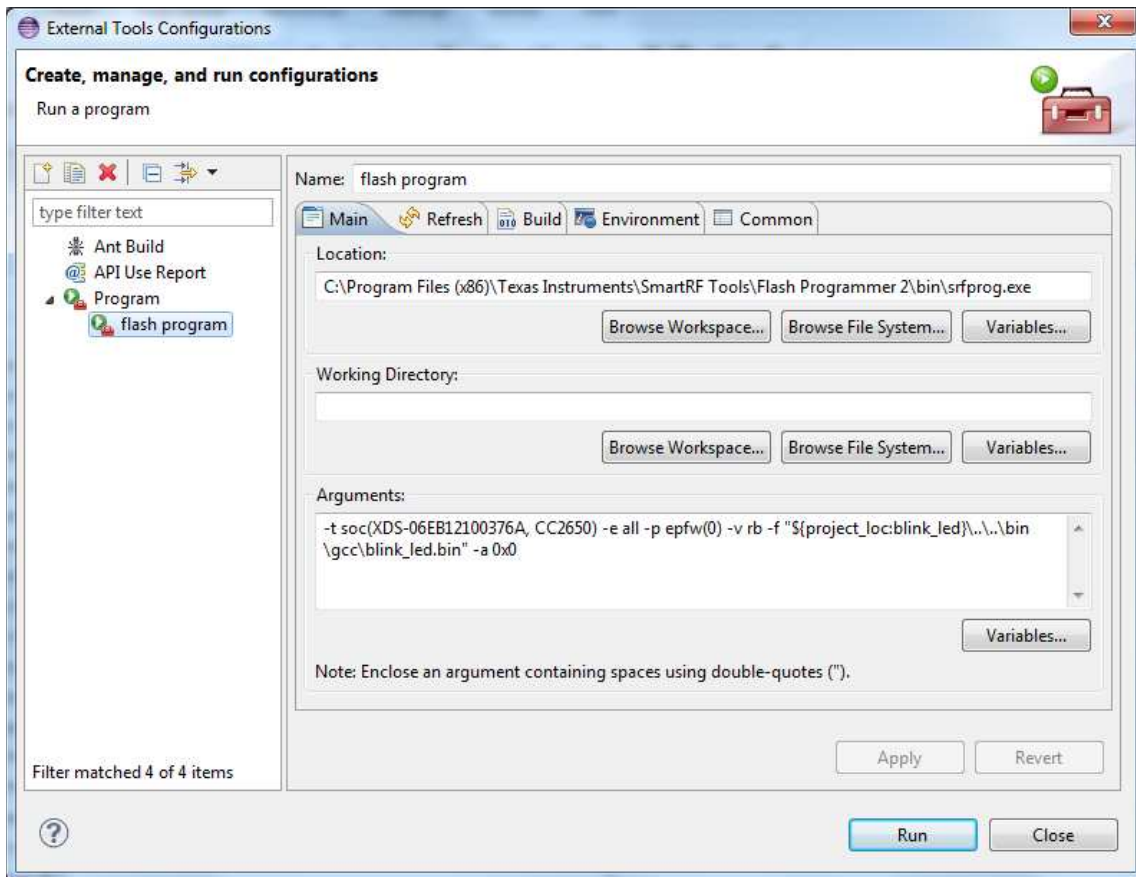 External Tools Configurations
Create, manage, and run configurations
Run a program
type filter text
Ant Build
API Use Report
Program
flash program
Filter matched 4 of 4 items
Name: flash program
Main Refresh Build Environment Common
Location:
C:\Program Files (x86)\Texas Instruments\SmartRF Tools\Flash Programmer 2\bin\srfprog.exe
Browse Workspace... Browse File System... Variables...
Working Directory:
Browse Workspace... Browse File System... Variables...
Arguments:
-t soc(XDS-06EB12100376A, CC2650) -e all -p epfw(0) -v rb -f "${project_loc:blink_led}\..\..\bin
\gcc\blink_led.bin" -a 0x0
Variables...
Note: Enclose an argument containing spaces using double-quotes (").
Apply Revert
Run Close